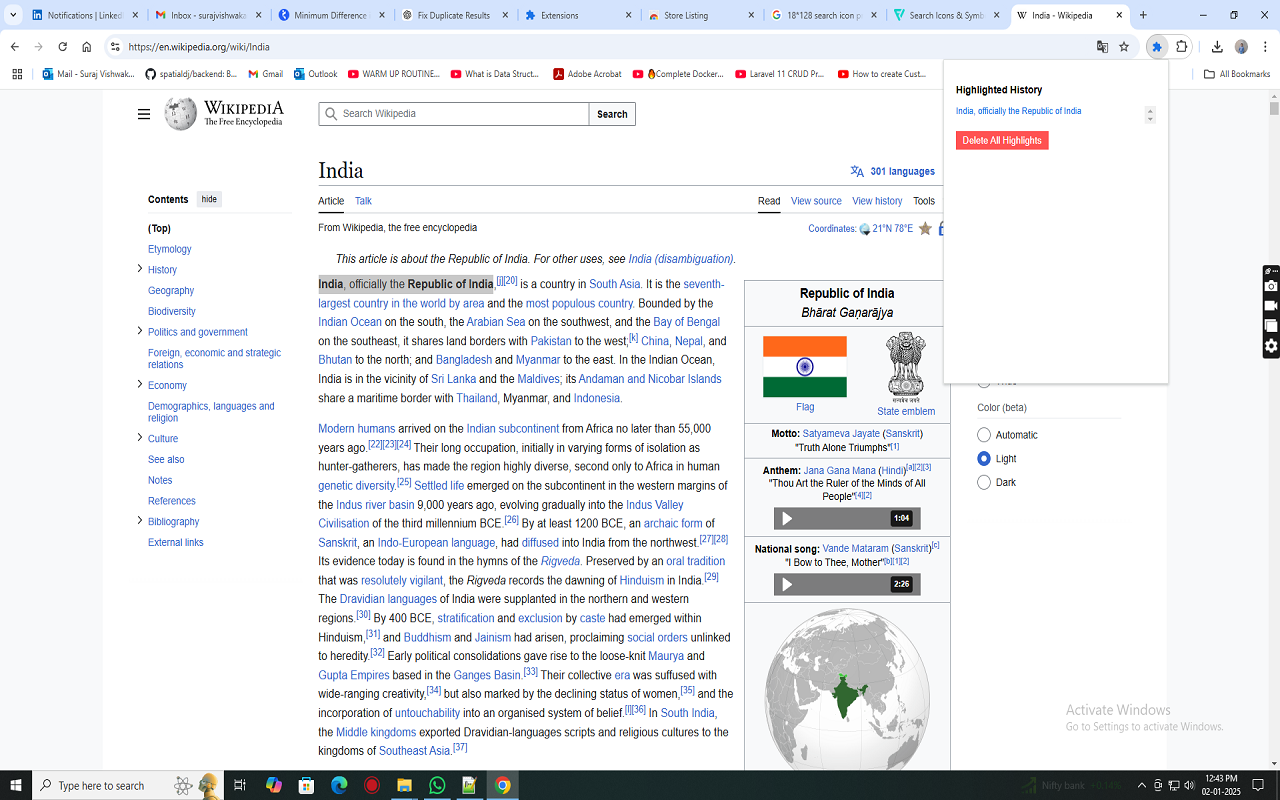 Notifications | Linked
Inbox - surajvishwaka
Minimum Difference
Fix Duplicate Results
Extensions
Store Listing
18*128 search icon p
Search Icons & Symb
India - Wikipedia
https://en.wikipedia.org/wiki/India
Mail - Suraj Vishwak...
spatialdj/backend: B...
Gmail
Outlook
WARM UP ROUTINE...
Who uses Data Struct...
Adobe Acrobat
🔥Complete Docker...
Laravel 11 CRUD Pr...
How to create Cust...
All Bookmarks
Highlighted History
India, officially the Republic of India
Delete All Highlights
WIKIPEDIA
The Free Encyclopedia
Search Wikipedia
Search
India
301 languages
Contents hide
(Top)
Etymology
History
Geography
Biodiversity
Politics and government
Foreign, economic and strategic
relations
Economy
Demographics, languages and
religion
Culture
See also
Notes
References
Bibliography
External links
Article Talk
Read View source View history Tools
From Wikipedia, the free encyclopedia
Coordinates: 21°N 78°E
This article is about the Republic of India. For other uses, see India (disambiguation).
India, officially the Republic of India,[j][20] is a country in South Asia. It is the seventh-
largest country in the world by area and the most populous country. Bounded by the
Indian Ocean on the south, the Arabian Sea on the southwest, and the Bay of Bengal
on the southeast, it shares land borders with Pakistan to the west;[k] China, Nepal, and
Bhutan to the north; and Bangladesh and Myanmar to the east. In the Indian Ocean,
India is in the vicinity of Sri Lanka and the Maldives; its Andaman and Nicobar Islands
share a maritime border with Thailand, Myanmar, and Indonesia.
Modern humans arrived on the Indian subcontinent from Africa no later than 55,000
years ago.[22][23][24] Their long occupation, initially in varying forms of isolation as
hunter-gatherers, has made the region highly diverse, second only to Africa in human
genetic diversity.[25] Settled life emerged on the subcontinent in the western margins of
the Indus river basin 9,000 years ago, evolving gradually into the Indus Valley
Civilisation of the third millennium BCE.[26] By at least 1200 BCE, an archaic form of
Sanskrit, an Indo-European language, had diffused into India from the northwest.[27][28]
Its evidence today is found in the hymns of the Rigveda. Preserved by an oral tradition
that was resolutely vigilant, the Rigveda records the dawning of Hinduism in India.[29]
The Dravidian languages of India were supplanted in the northern and western
regions.[30] By 400 BCE, stratification and exclusion by caste had emerged within
Hinduism,[31] and Buddhism and Jainism had arisen, proclaiming social orders unlinked
to heredity.[32] Early political consolidations gave rise to the loose-knit Maurya and
Gupta Empires based in the Ganges Basin.[33] Their collective era was suffused with
wide-ranging creativity,[34] but also marked by the declining status of women,[35] and the
incorporation of untouchability into an organised system of belief.[l][36] In South India,
the Middle kingdoms exported Dravidian-languages scripts and religious cultures to the
kingdoms of Southeast Asia.[37]
Republic of India
Bhārat Gaṇarājya
सत्यमेव जयते
Flag
State emblem
Motto: Satyameva Jayate (Sanskrit)
"Truth Alone Triumphs"[1]
Anthem: Jana Gana Mana (Hindi)[a][2][3]
"Thou Art the Ruler of the Minds of All
People"[4][2]
1:04
National song: Vande Mataram (Sanskrit)[c]
"I Bow to Thee, Mother"[b][1][2]
2:26
Color (beta)
Automatic
Light
Dark
Activate Windows
Go to Settings to activate Windows.
Type here to search
Nifty bank +0.14%
12:43 PM
02-01-2025